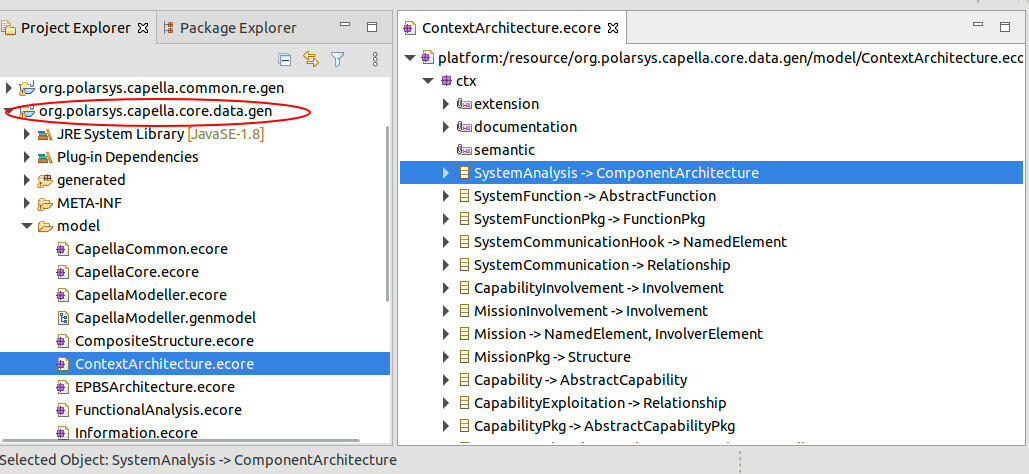 Project Explorer
Package Explorer
org.polarsys.capella.common.re.gen
org.polarsys.capella.core.data.gen
JRE System Library [JavaSE-1.8]
Plug-in Dependencies
generated
META-INF
model
CapellaCommon.ecore
CapellaCore.ecore
CapellaModeller.ecore
CapellaModeller.genmodel
CompositeStructure.ecore
ContextArchitecture.ecore
EPBSArchitecture.ecore
FunctionalAnalysis.ecore
Information.ecore
ContextArchitecture.ecore
platform:/resource/org.polarsys.capella.core.data.gen/model/ContextArchitecture.eco
ctx
extension
documentation
semantic
SystemAnalysis -> ComponentArchitecture
SystemFunction -> AbstractFunction
SystemFunctionPkg -> FunctionPkg
SystemCommunicationHook -> NamedElement
SystemCommunication -> Relationship
CapabilityInvolvement -> Involvement
MissionInvolvement -> Involvement
Mission -> NamedElement, InvolverElement
MissionPkg -> Structure
Capability -> AbstractCapability
CapabilityExploitation -> Relationship
CapabilityPkg -> AbstractCapabilityPkg
Selected Object: SystemAnalysis -> ComponentArchitecture